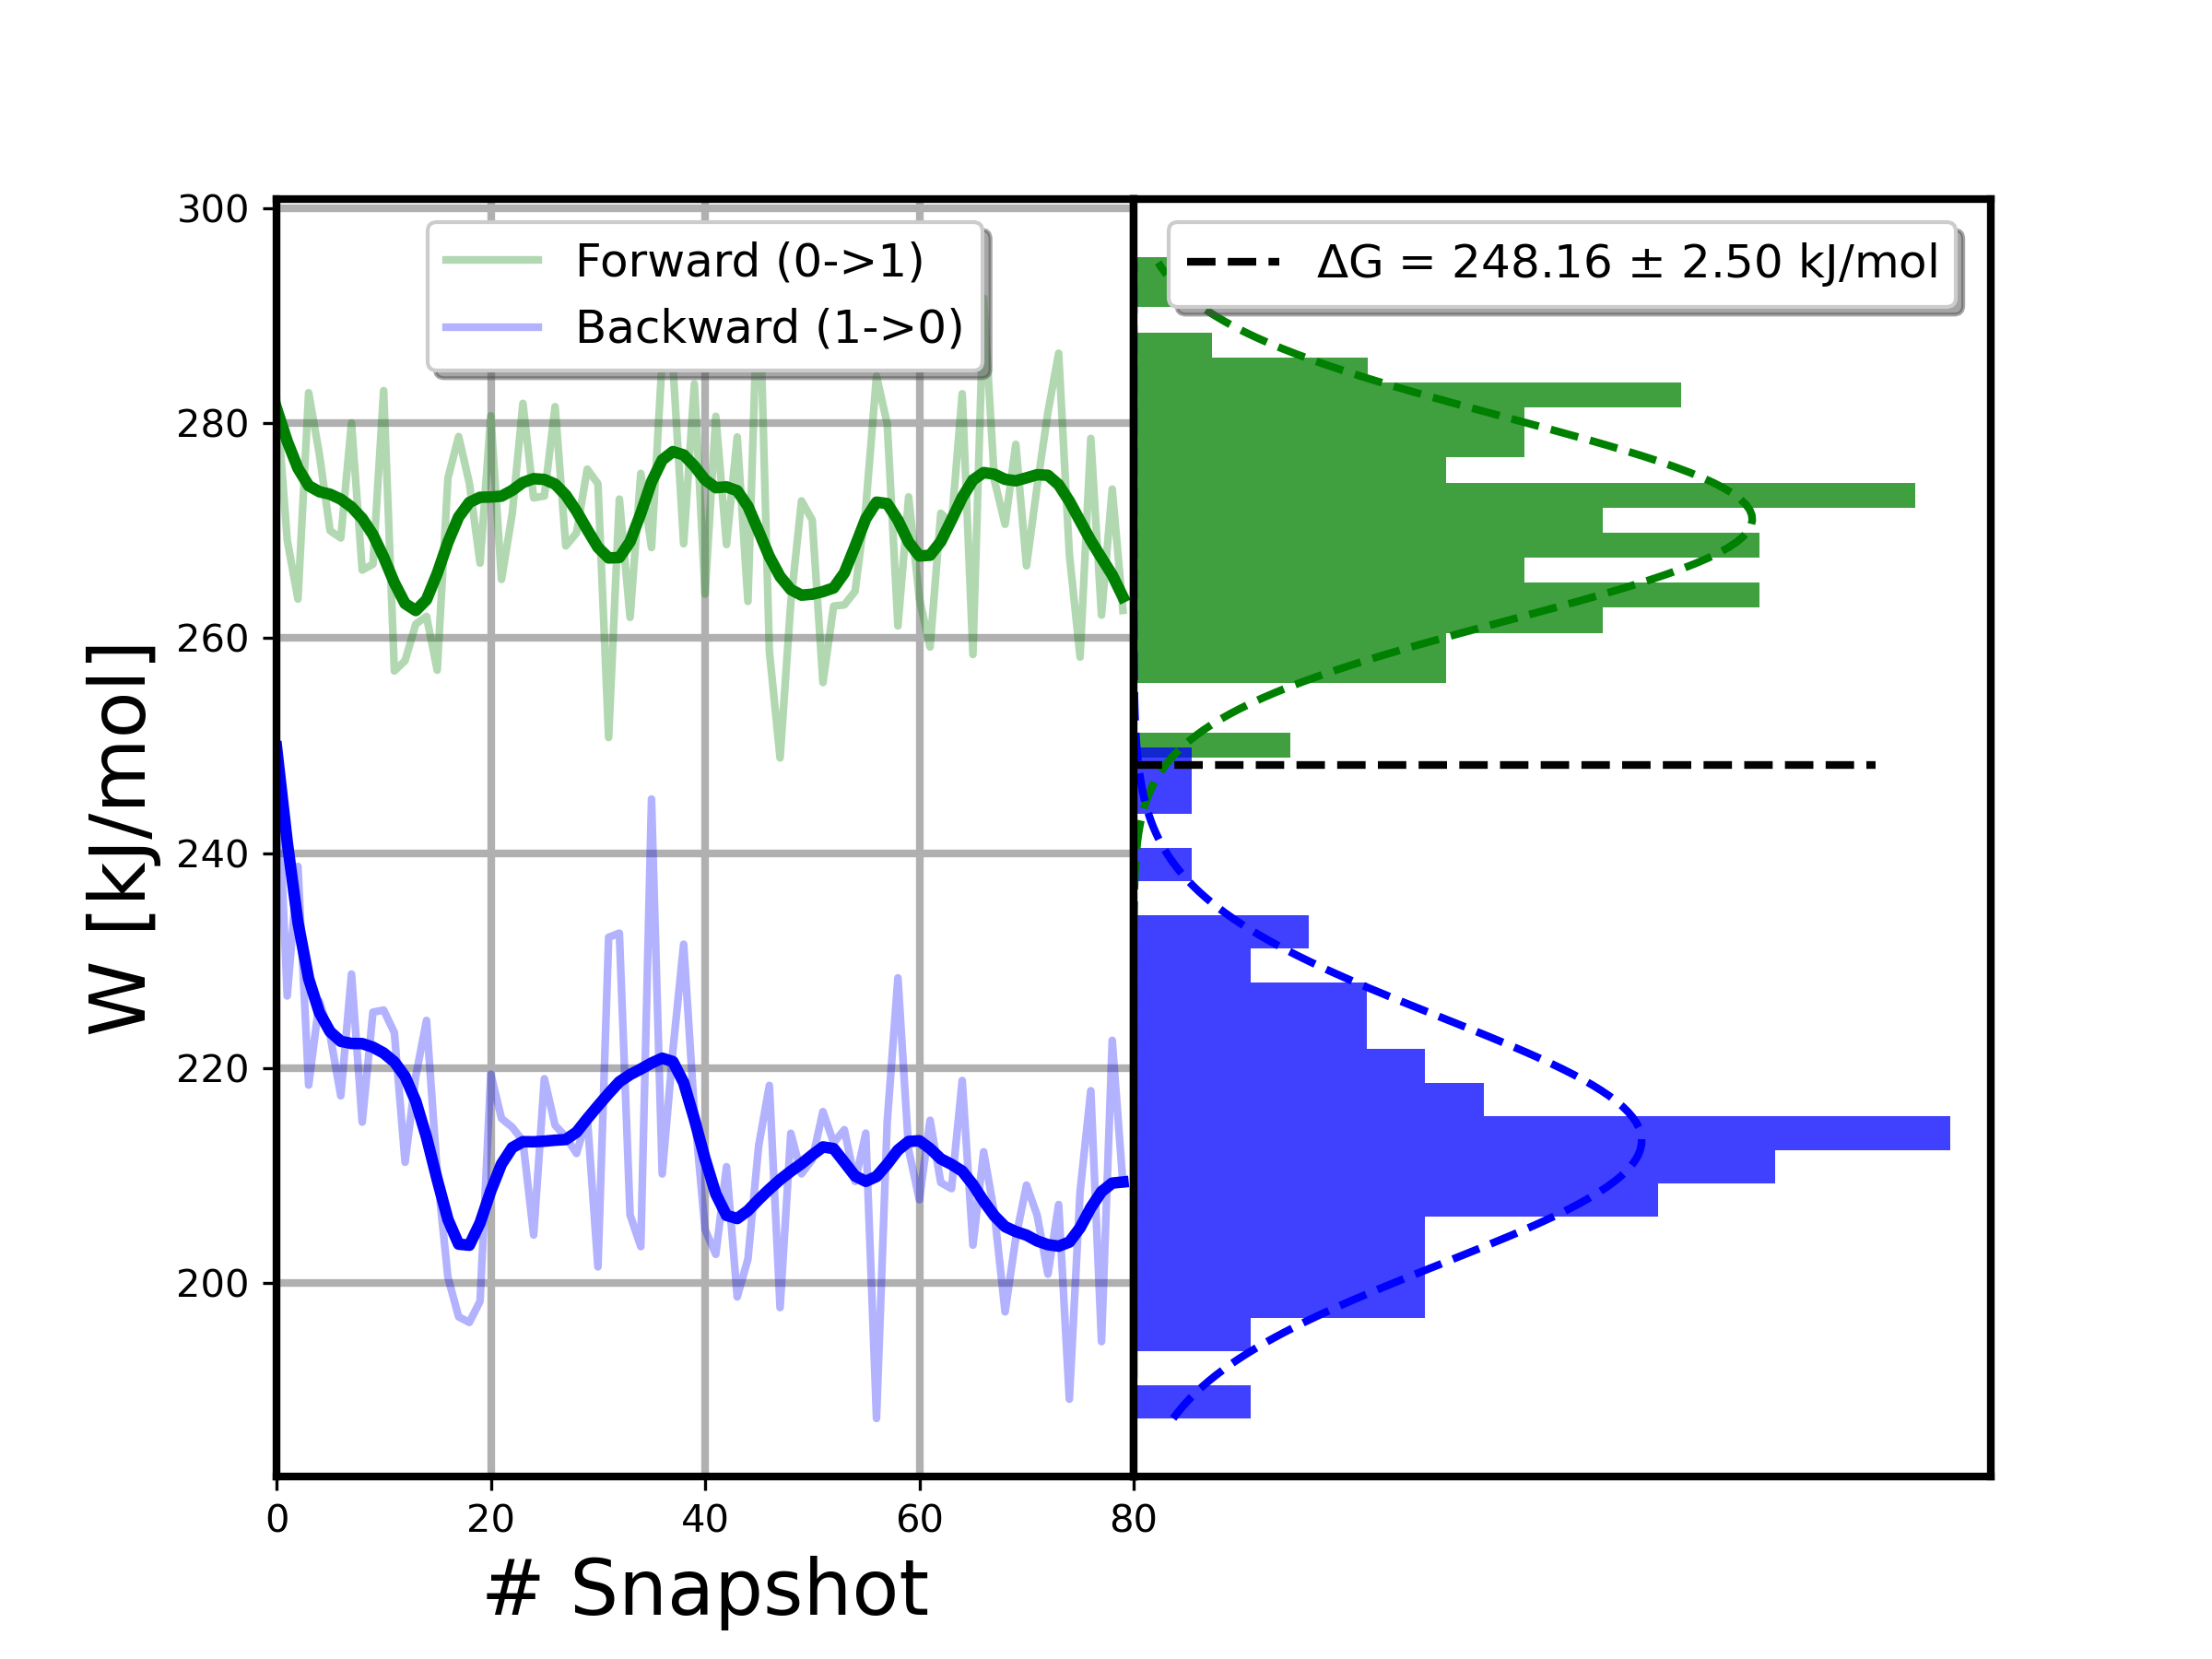 300
280
260
240
220
200
W [kJ/mol]
0
20
40
60
80
# Snapshot
Forward (0->1)
Backward (1->0)
ΔG = 248.16 ± 2.50 kJ/mol